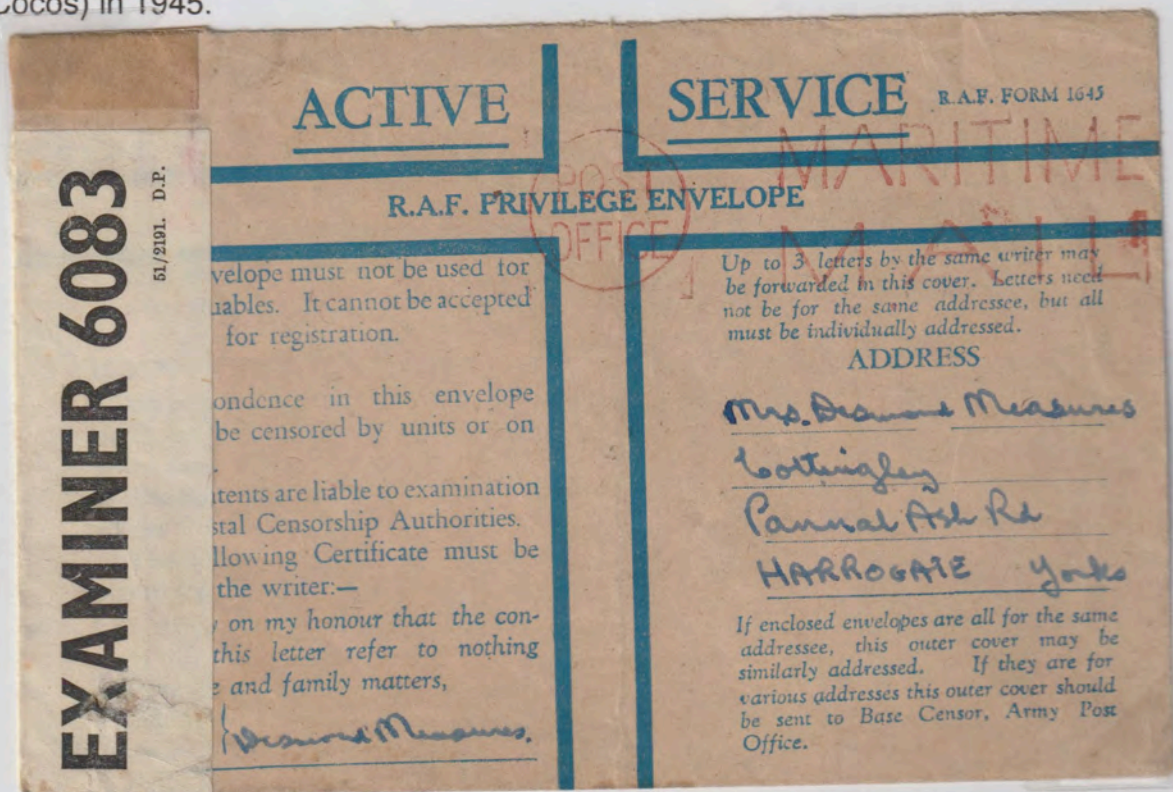 Cocos) in 1945.
ACTIVE SERVICE R.A.F. FORM 1645
POST OFFICE
MARITIME MAIL
R.A.F. PRIVILEGE ENVELOPE
EXAMINER 6083
51/2191. D.P.
velope must not be used for
uables. It cannot be accepted
for registration.
ondence in this envelope
be censored by units or on
tents are liable to examination
stal Censorship Authorities.
llowing Certificate must be
the writer:—
on my honour that the con-
this letter refer to nothing
e and family matters,
Desmond Measures.
Up to 3 letters by the same writer may
be forwarded in this cover. Letters need
not be for the same addressee, but all
must be individually addressed.
ADDRESS
Mrs. Desmond Measures
Cottingley
Pannal Ash Rd
HARROGATE Yorks
If enclosed envelopes are all for the same
addressee, this outer cover may be
similarly addressed. If they are for
various addresses this outer cover should
be sent to Base Censor, Army Post
Office.